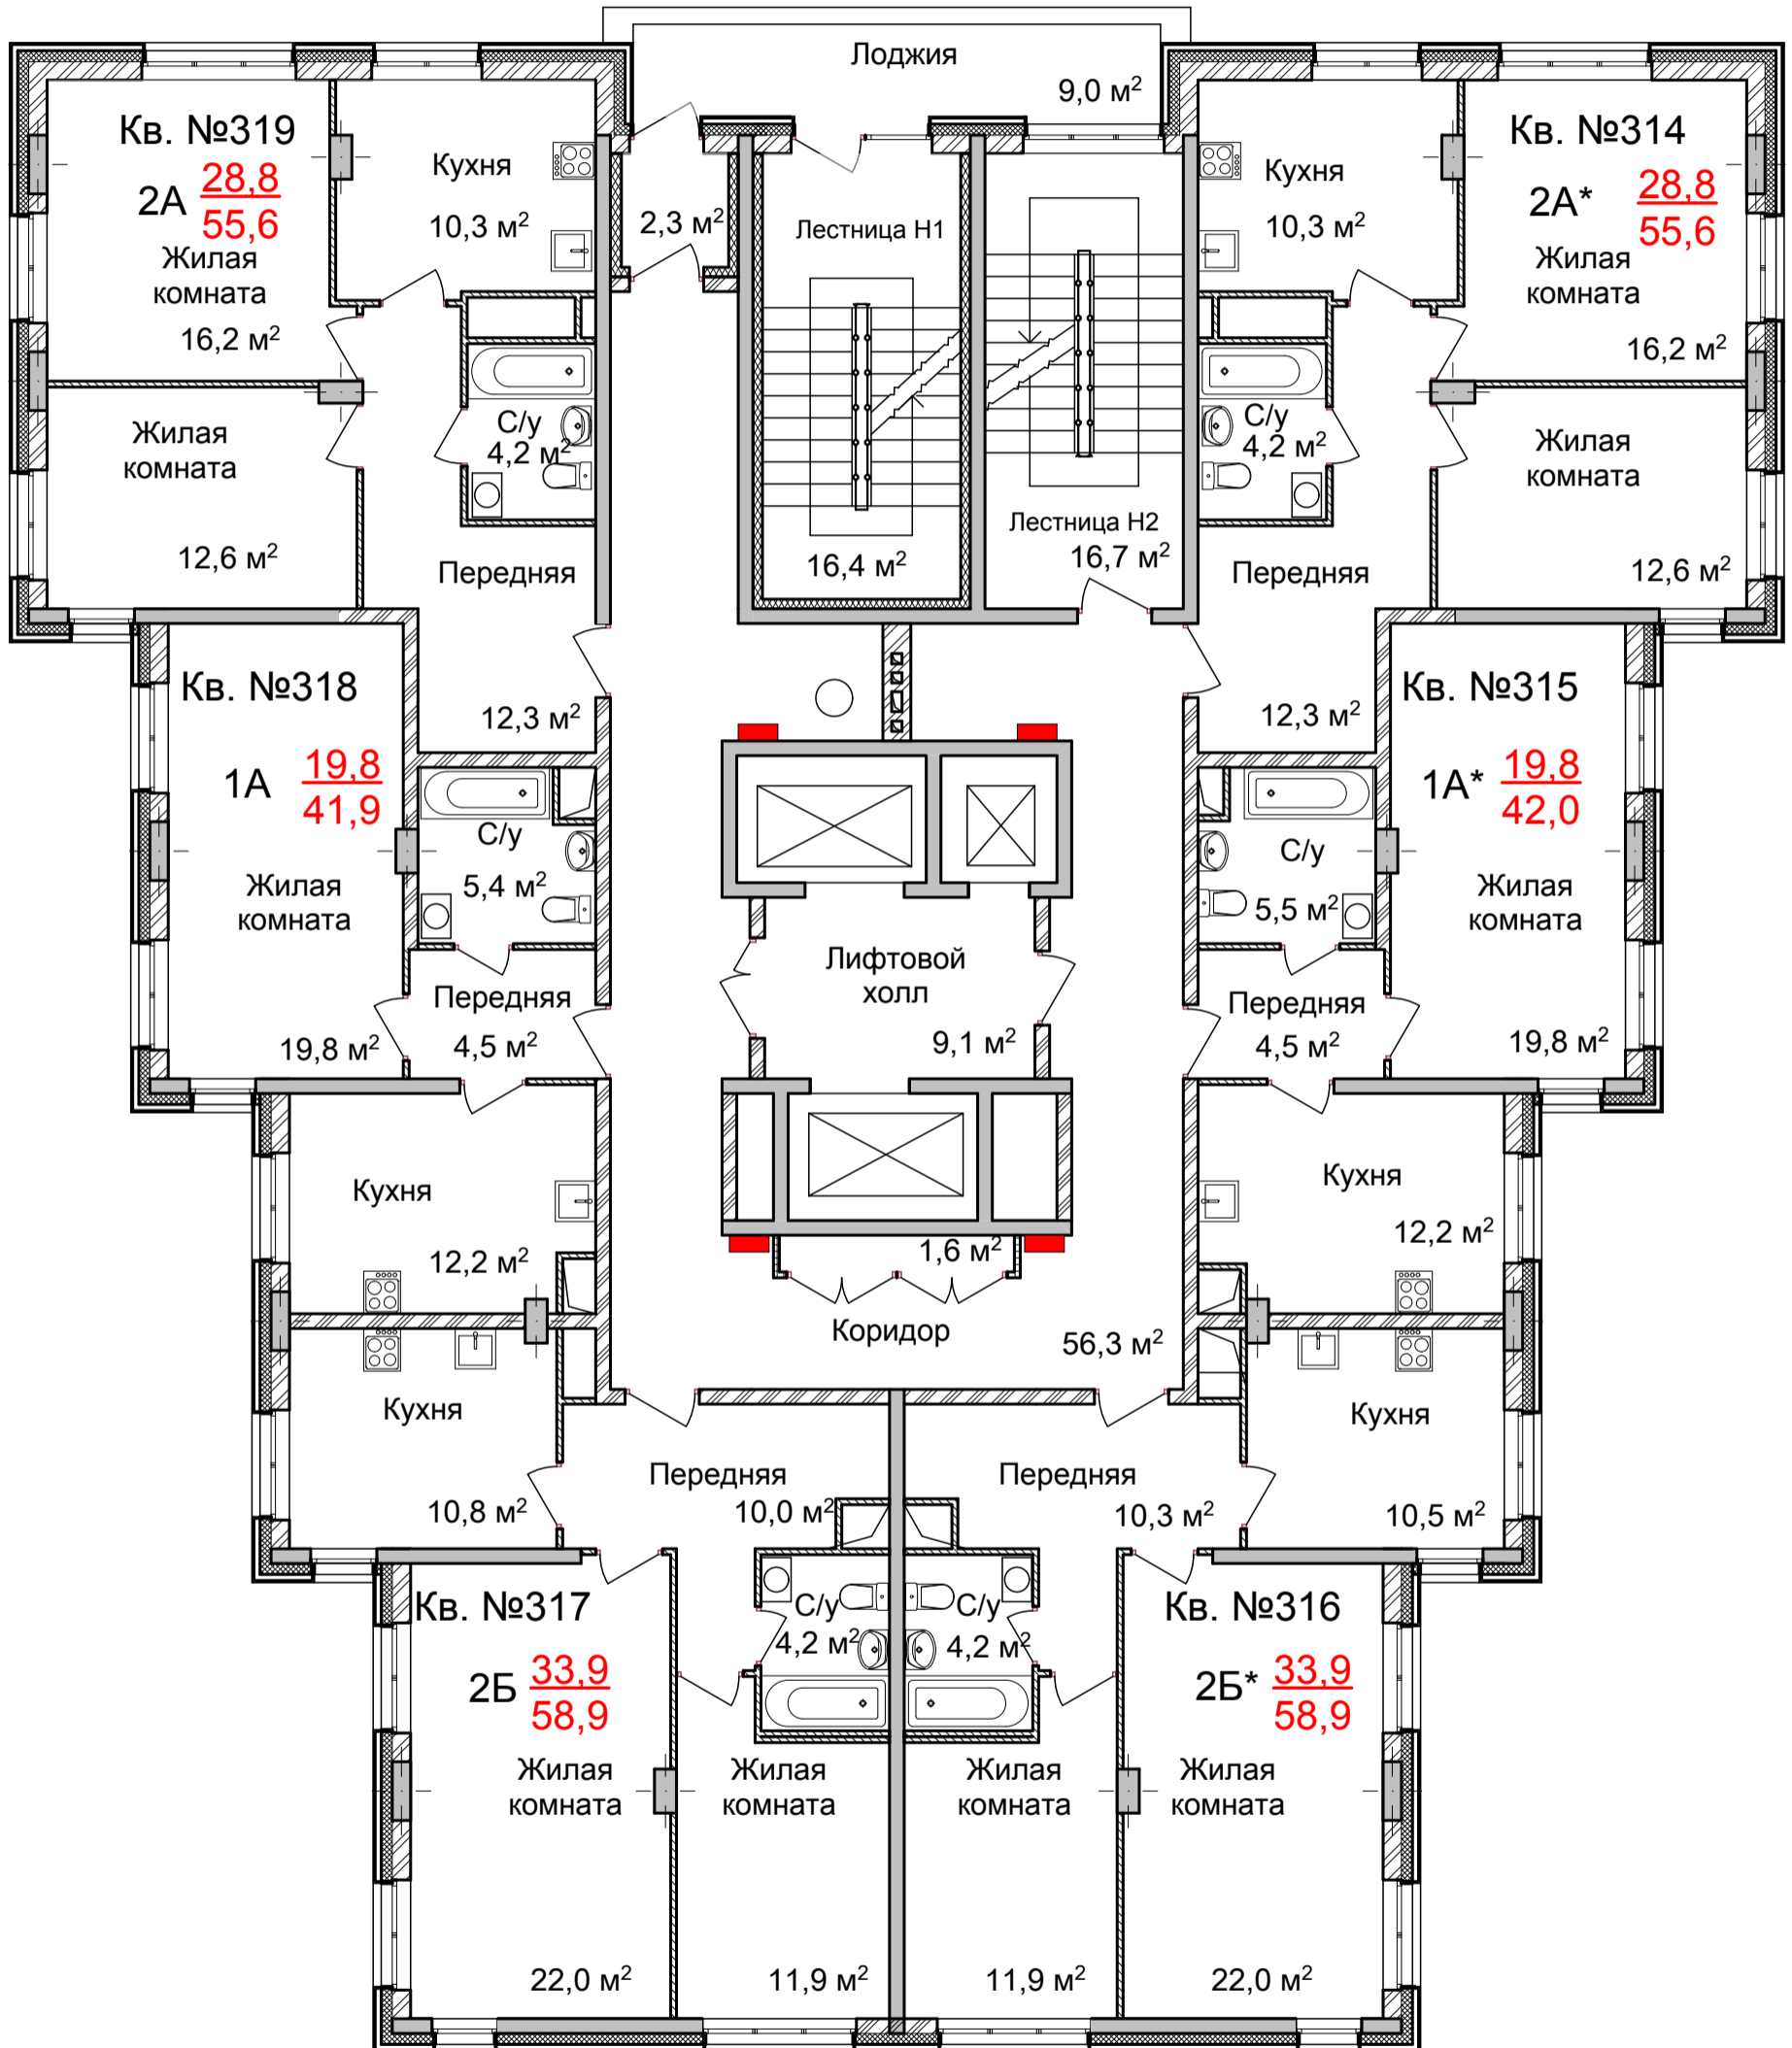 Лоджия
9,0 м²
Кв. №319
2А
28,8
55,6
Жилая
комната
16,2 м²
Кухня
10,3 м²
2,3 м²
Лестница Н1
16,4 м²
Лестница Н2
16,7 м²
Кухня
10,3 м²
Кв. №314
2А*
28,8
55,6
Жилая
комната
16,2 м²
Жилая
комната
12,6 м²
С/у
4,2 м²
Передняя
12,3 м²
С/у
4,2 м²
Передняя
12,3 м²
Жилая
комната
12,6 м²
Кв. №318
1А
19,8
41,9
Жилая
комната
19,8 м²
С/у
5,4 м²
Передняя
4,5 м²
Лифтовой
холл
9,1 м²
С/у
5,5 м²
Передняя
4,5 м²
Кв. №315
1А*
19,8
42,0
Жилая
комната
19,8 м²
Кухня
12,2 м²
1,6 м²
Коридор
56,3 м²
Кухня
12,2 м²
Кухня
10,8 м²
Передняя
10,0 м²
Передняя
10,3 м²
Кухня
10,5 м²
Кв. №317
2Б
33,9
58,9
Жилая
комната
22,0 м²
С/у
4,2 м²
Жилая
комната
11,9 м²
С/у
4,2 м²
Жилая
комната
11,9 м²
Кв. №316
2Б*
33,9
58,9
Жилая
комната
22,0 м²